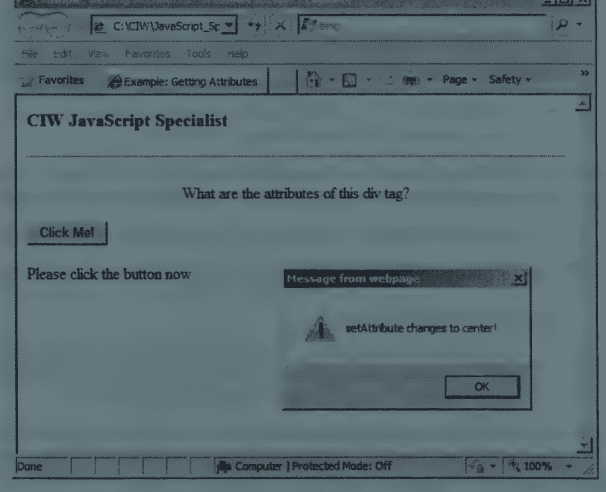 C:\CIW\JavaScript_Sp
bing
File Edit View Favorites Tools Help
Favorites Example: Getting Attributes Page Safety
CIW JavaScript Specialist
What are the attributes of this div tag?
Click Me!
Please click the button now
Message from webpage
setAttribute changes to center!
OK
Done Computer | Protected Mode: Off 100%